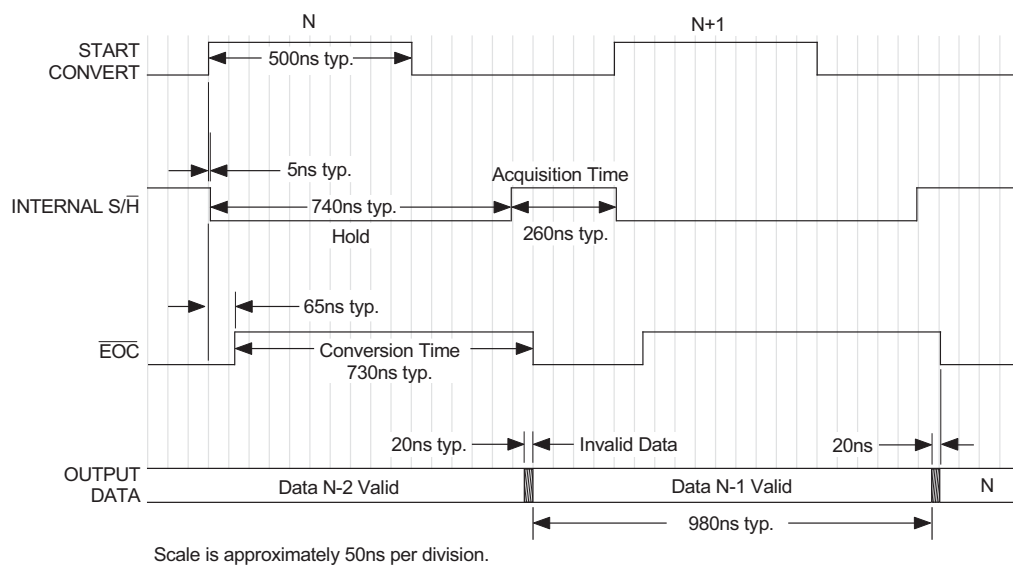 N
N+1
START
CONVERT
500ns typ.
5ns typ.
Acquisition Time
INTERNAL S/H̅
740ns typ.
Hold
260ns typ.
65ns typ.
E̅O̅C̅
Conversion Time
730ns typ.
20ns typ.
Invalid Data
20ns
OUTPUT
DATA
Data N-2 Valid
Data N-1 Valid
N
980ns typ.
Scale is approximately 50ns per division.